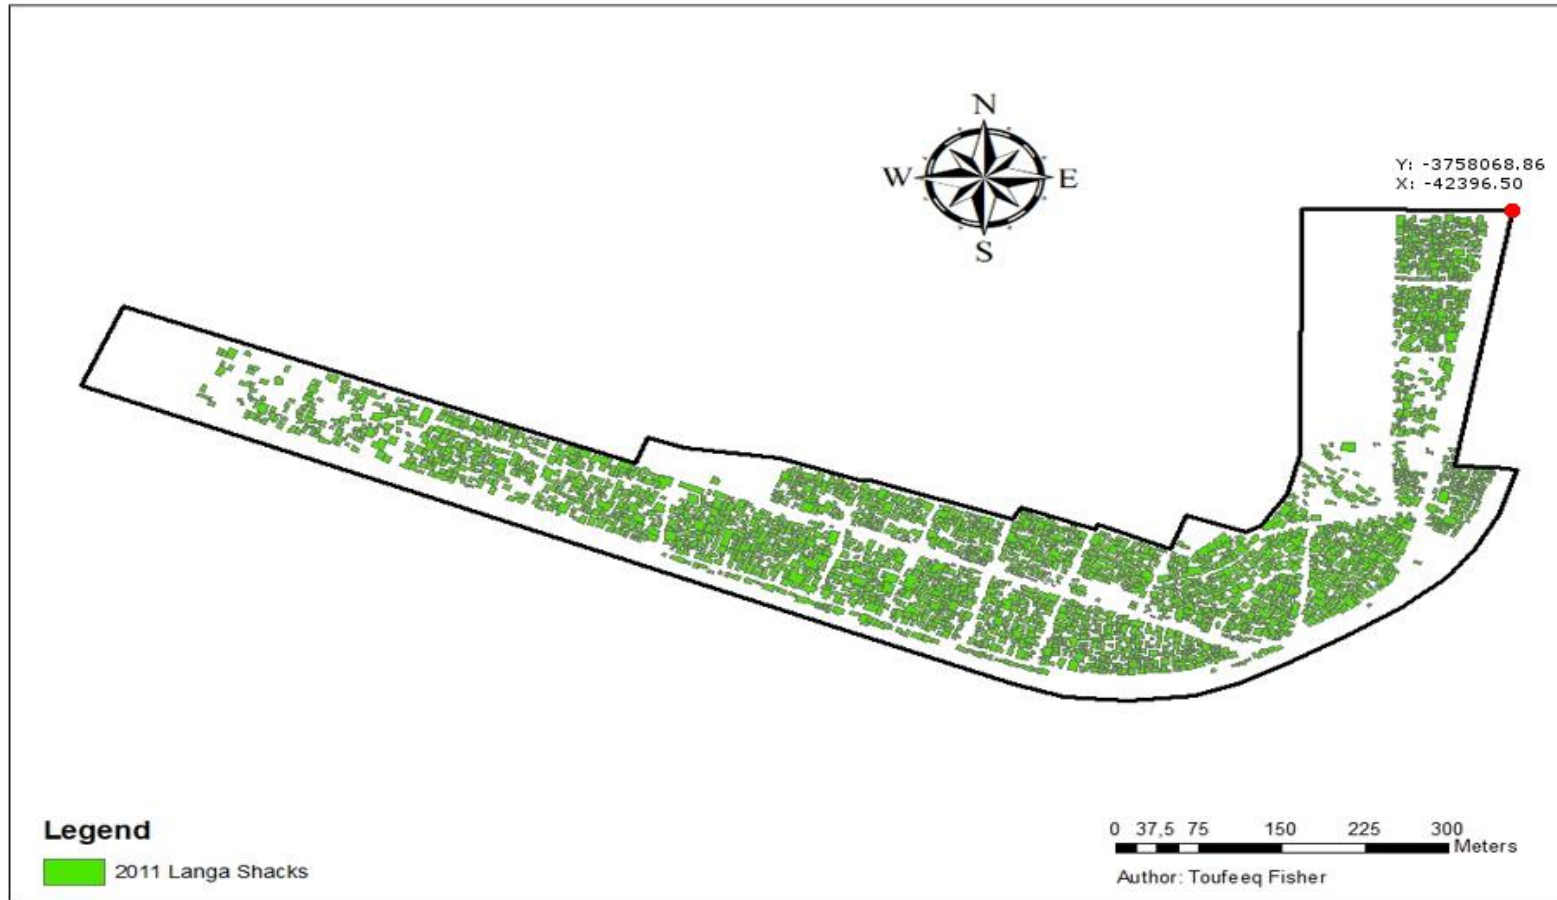 N
W E
S
Y: -3758068.86
X: -42396.50
Legend
2011 Langa Shacks
0 37,5 75 150 225 300
Meters
Author: Toufeeq Fisher